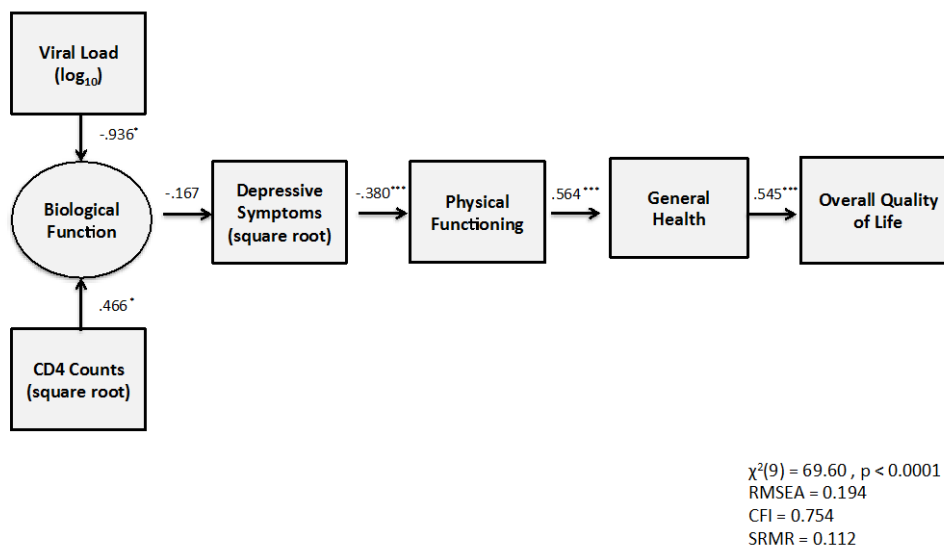 Viral Load
(log₁₀)
-.936*
Biological
Function
-.167
Depressive
Symptoms
(square root)
-.380***
Physical
Functioning
.564***
General
Health
.545***
Overall Quality
of Life
.466*
CD4 Counts
(square root)
χ²(9) = 69.60 , p < 0.0001
RMSEA = 0.194
CFI = 0.754
SRMR = 0.112